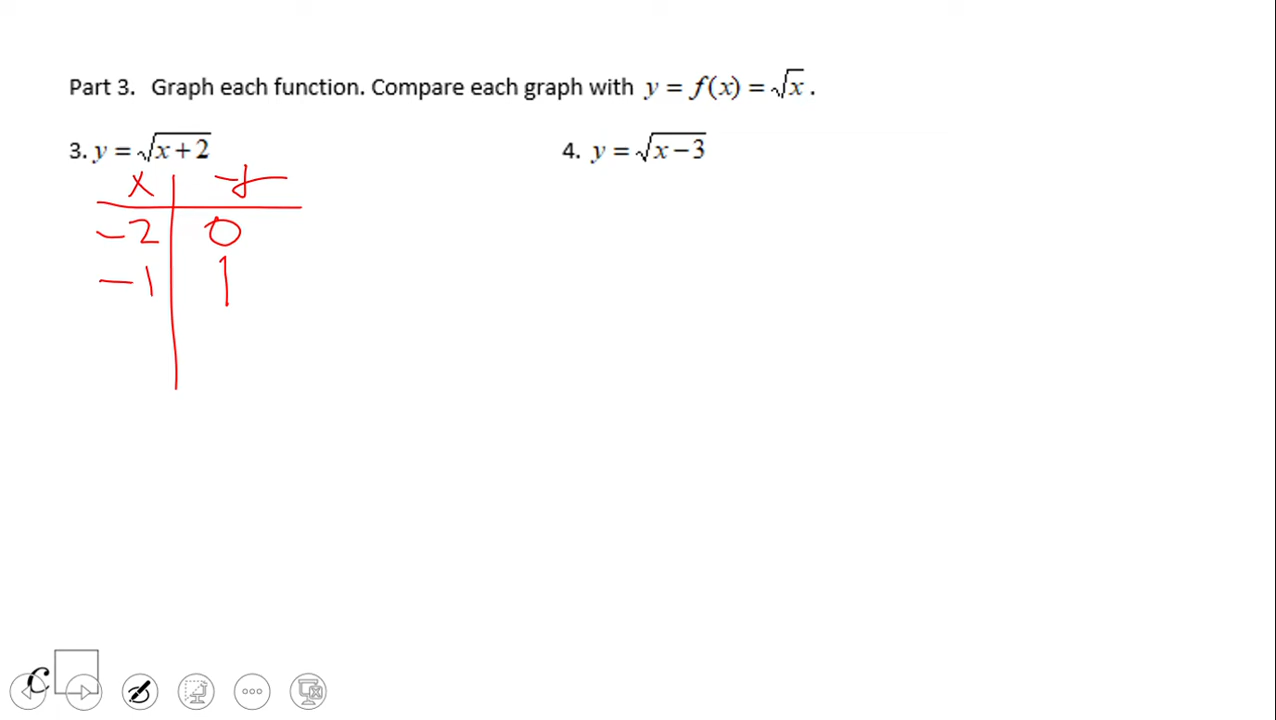 Part 3. Graph each function. Compare each graph with y = f(x) = √x .
3. y = √(x+2)
4. y = √(x−3)
x | y
−2 | 0
−1 | 1
C